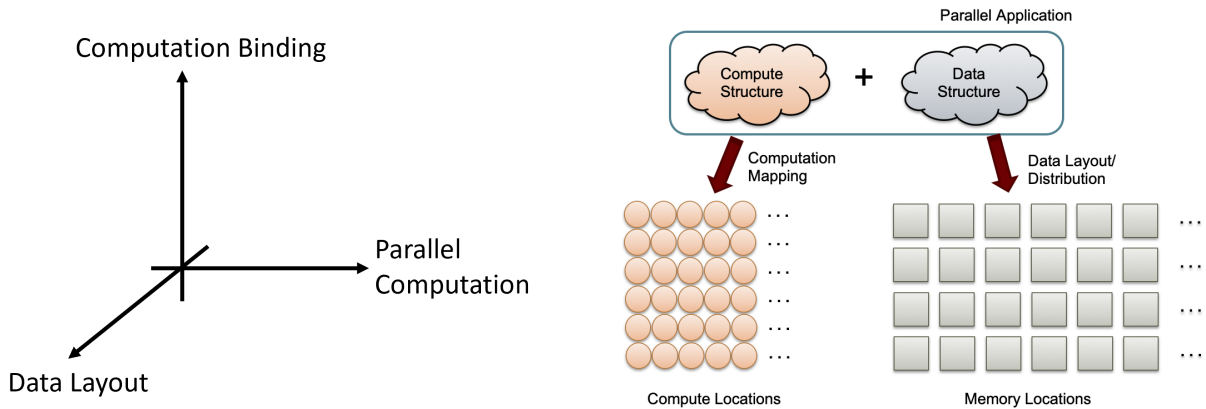 Computation Binding
Parallel
Computation
Data Layout
Parallel Application
Compute
Structure
+
Data
Structure
Computation
Mapping
Data Layout/
Distribution
...
...
...
...
...
...
...
...
...
...
Compute Locations
Memory Locations